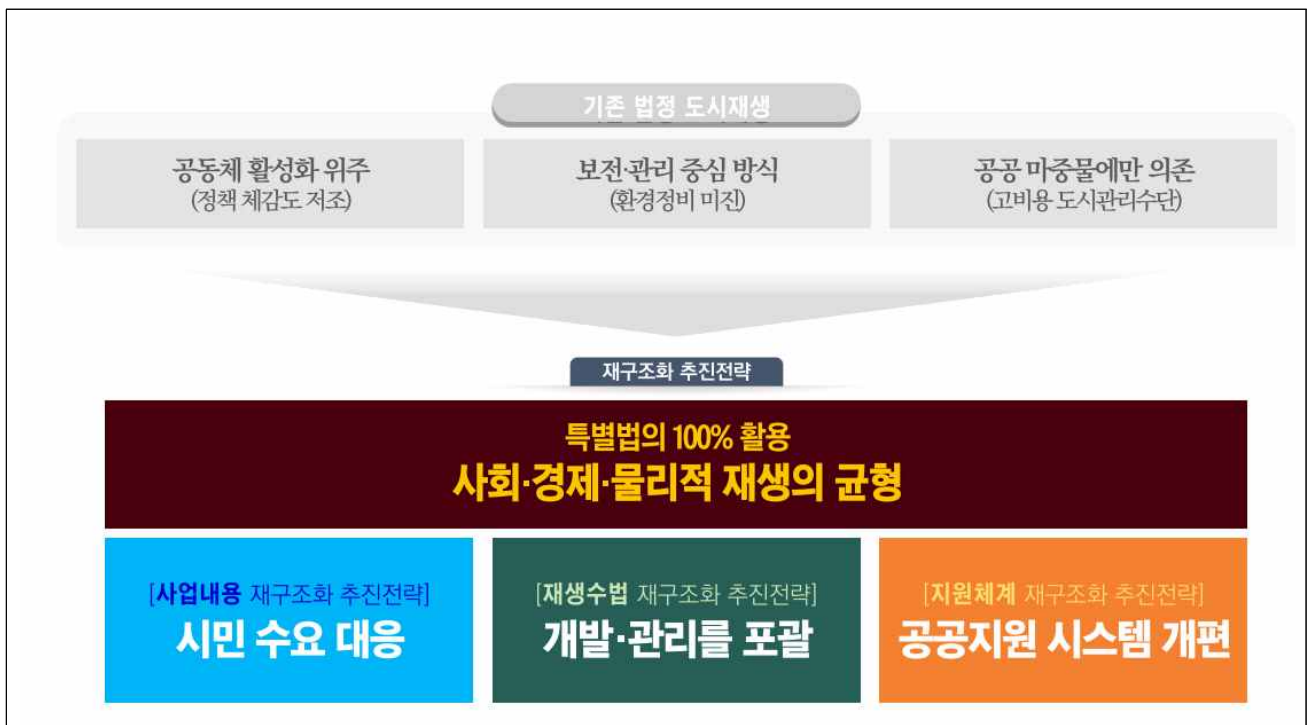 기존 법정 도시재생
공동체 활성화 위주
(정책 체감도 저조)
보전·관리 중심 방식
(환경정비 미진)
공공 마중물에만 의존
(고비용 도시관리수단)
재구조화 추진전략
특별법의 100% 활용
사회·경제·물리적 재생의 균형
[사업내용 재구조화 추진전략]
시민 수요 대응
[재생수법 재구조화 추진전략]
개발·관리를 포괄
[지원체계 재구조화 추진전략]
공공지원 시스템 개편